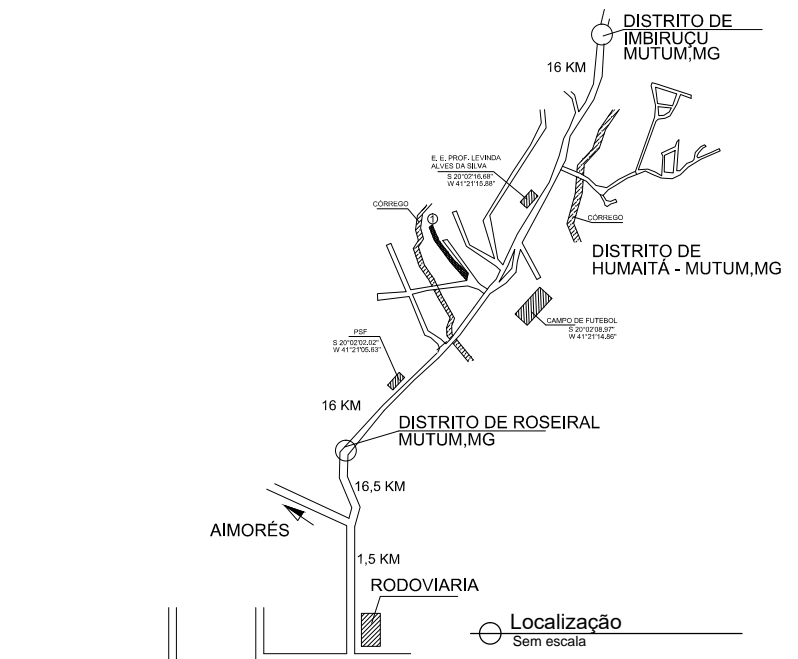 DISTRITO DE
IMBIRUÇU
MUTUM,MG
16 KM
E. E. PROF. LEVINDA
ALVES DA SILVA
S 20°02'16.68"
W 41°21'15.88"
CÓRREGO
1
CÓRREGO
DISTRITO DE
HUMAITÁ - MUTUM,MG
CAMPO DE FUTEBOL
S 20°02'08.97"
W 41°21'14.86"
PSF
S 20°02'02.02"
W 41°21'05.63"
16 KM
DISTRITO DE ROSEIRAL
MUTUM,MG
16,5 KM
AIMORÉS
1,5 KM
RODOVIARIA
Localização
Sem escala